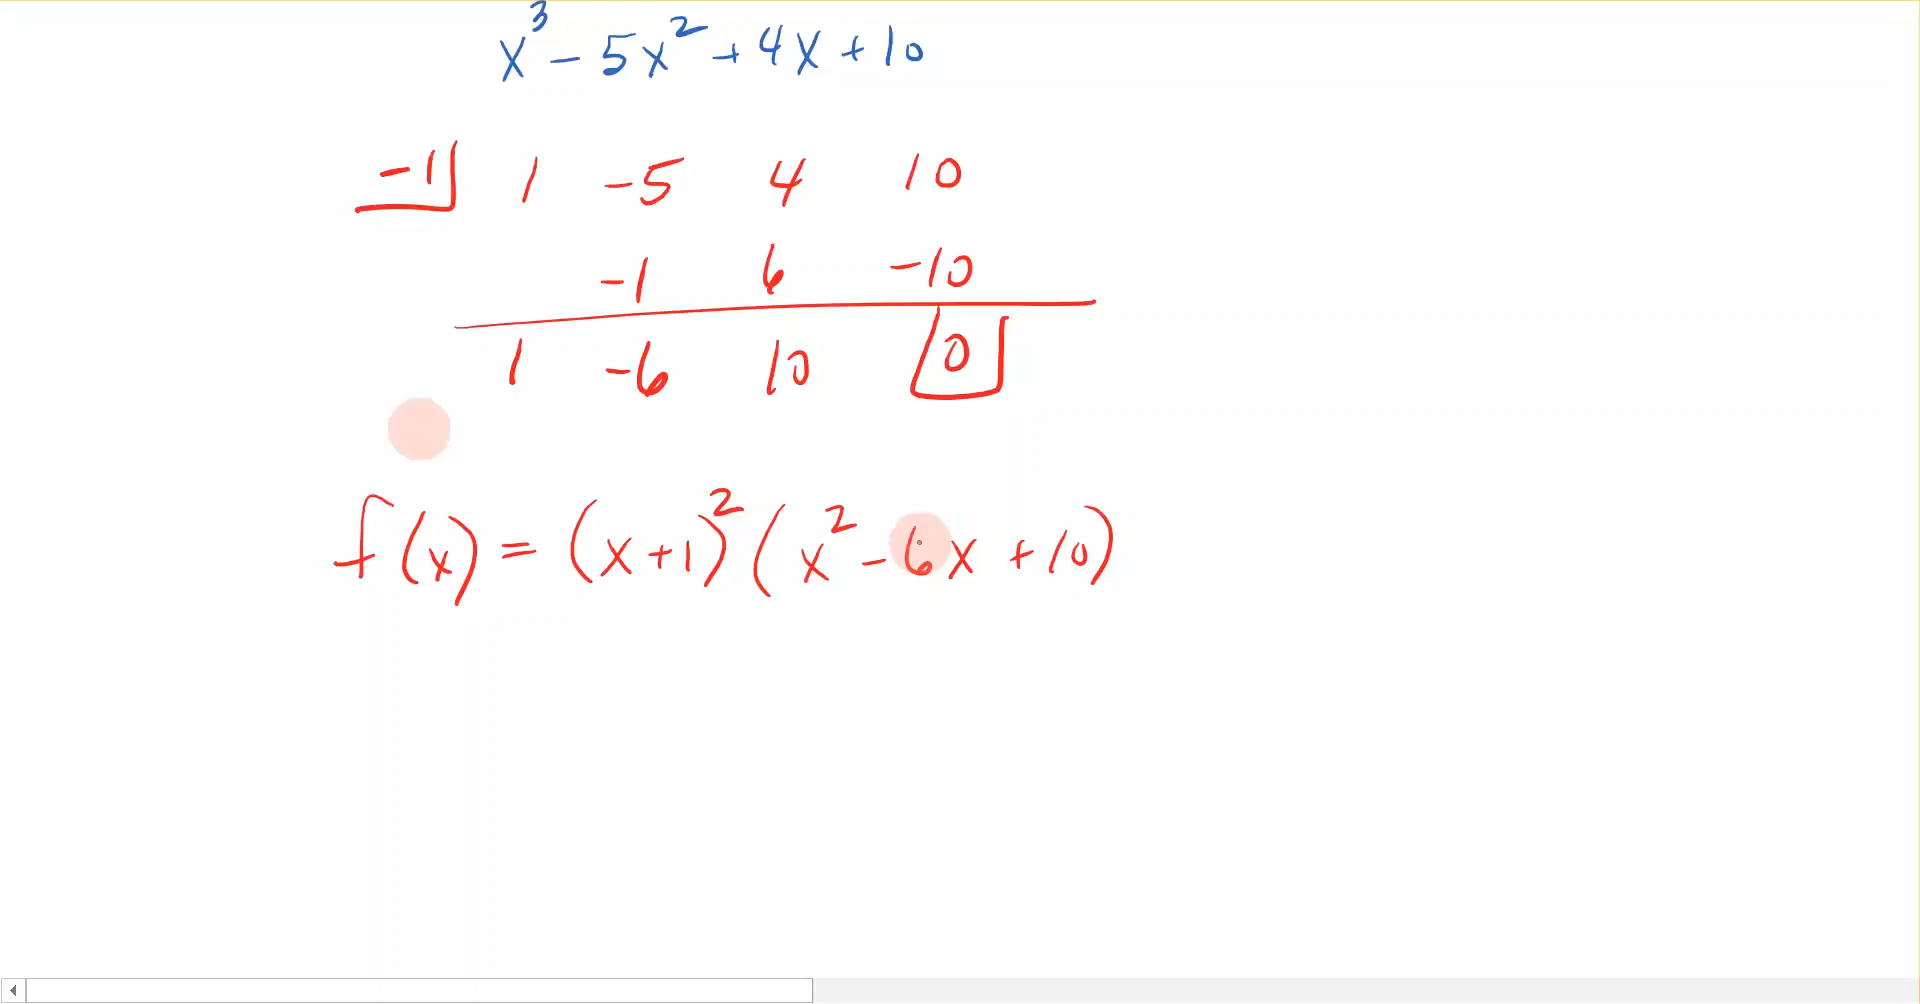 x³ - 5x² + 4x + 10
-1 1 -5 4 10
-1 6 -10
1 -6 10 0
f(x) = (x+1)² (x² - 6x + 10)